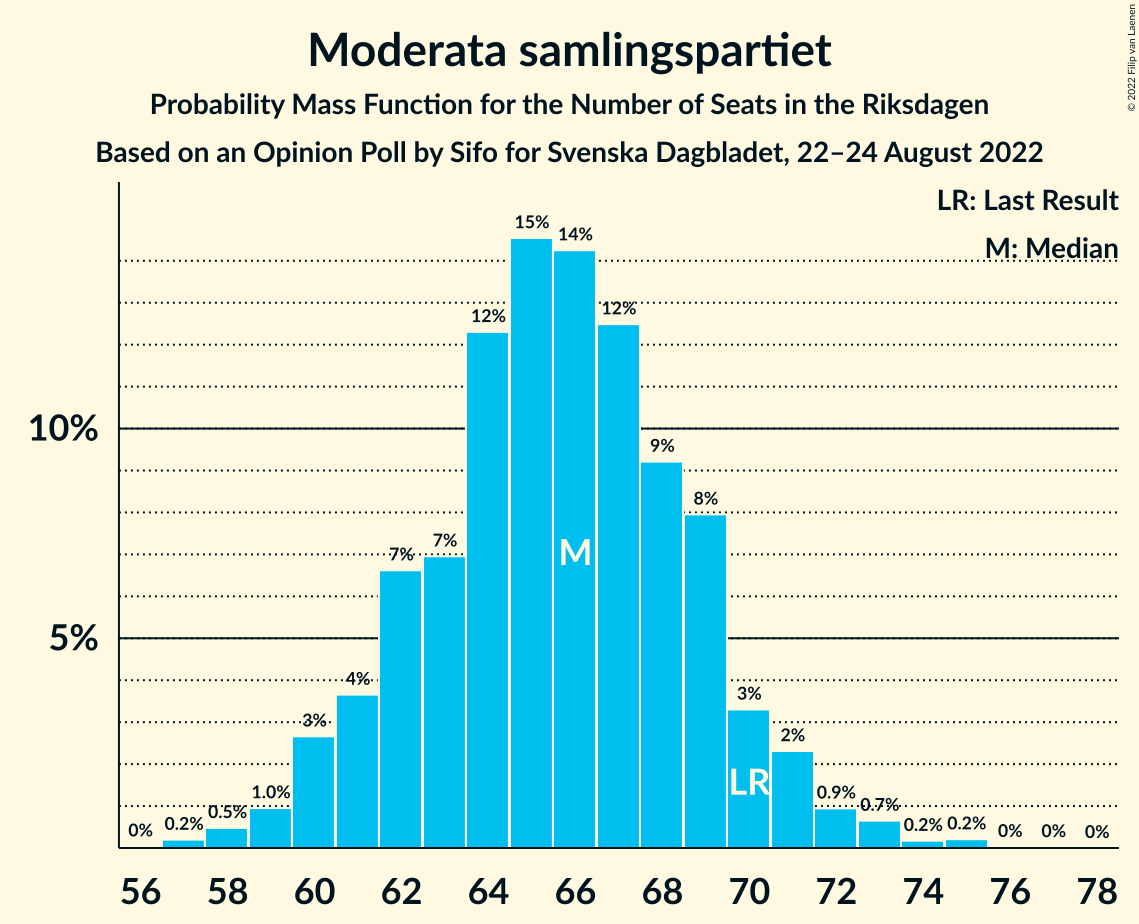 Moderata samlingspartiet
Probability Mass Function for the Number of Seats in the Riksdagen
Based on an Opinion Poll by Sifo for Svenska Dagbladet, 22–24 August 2022
© 2022 Filip van Laenen
LR: Last Result
M: Median
10%
5%
0% 0.2% 0.5% 1.0% 3% 4% 7% 7% 12% 15% 14% 12% 9% 8% 3% 2% 0.9% 0.7% 0.2% 0.2% 0% 0% 0%
M
LR
56 58 60 62 64 66 68 70 72 74 76 78